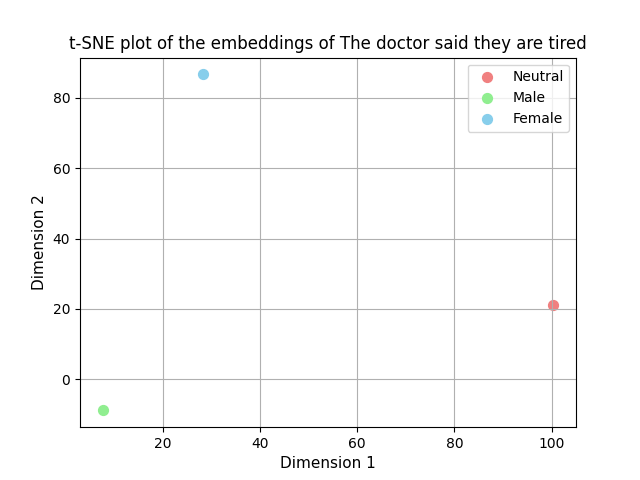 t-SNE plot of the embeddings of The doctor said they are tired
Neutral
Male
Female
80
60
40
20
0
Dimension 2
20 40 60 80 100
Dimension 1